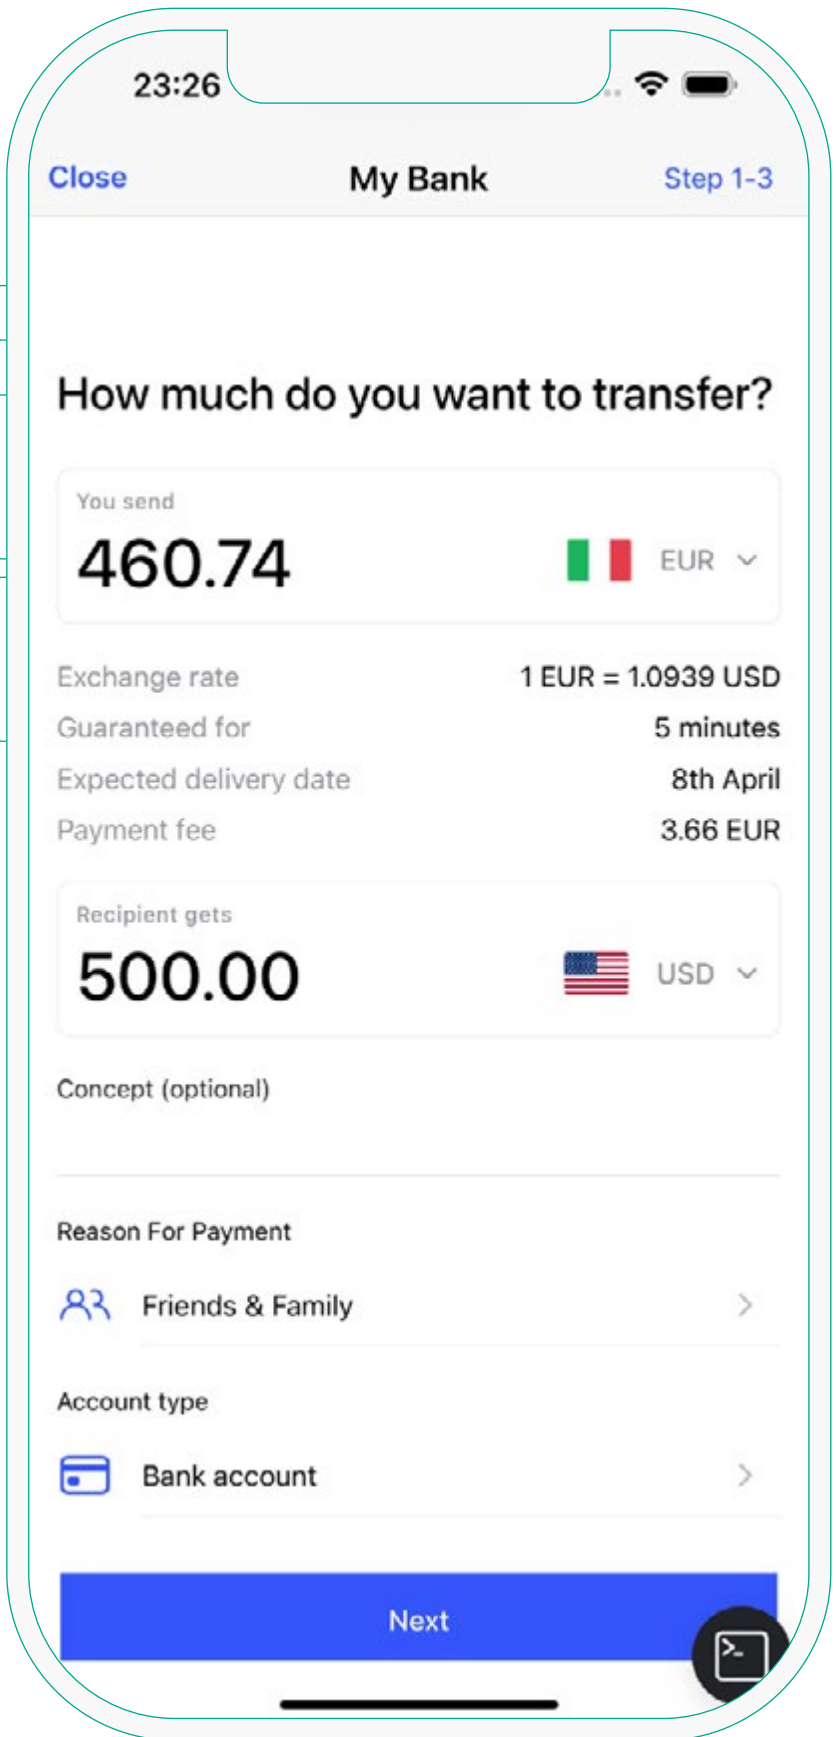 23:26
Close My Bank Step 1-3
How much do you want to transfer?
You send
460.74 EUR
Exchange rate 1 EUR = 1.0939 USD
Guaranteed for 5 minutes
Expected delivery date 8th April
Payment fee 3.66 EUR
Recipient gets
500.00 USD
Concept (optional)
Reason For Payment
Friends & Family
Account type
Bank account
Next